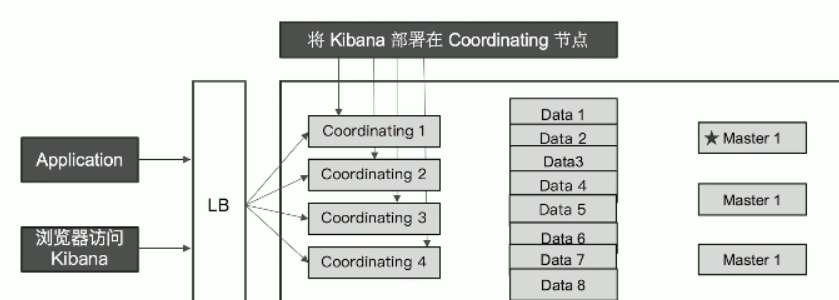 将 Kibana 部署在 Coordinating 节点
Application
浏览器访问
Kibana
LB
Coordinating 1
Coordinating 2
Coordinating 3
Coordinating 4
Data 1
Data 2
Data3
Data 4
Data 5
Data 6
Data 7
Data 8
★ Master 1
Master 1
Master 1